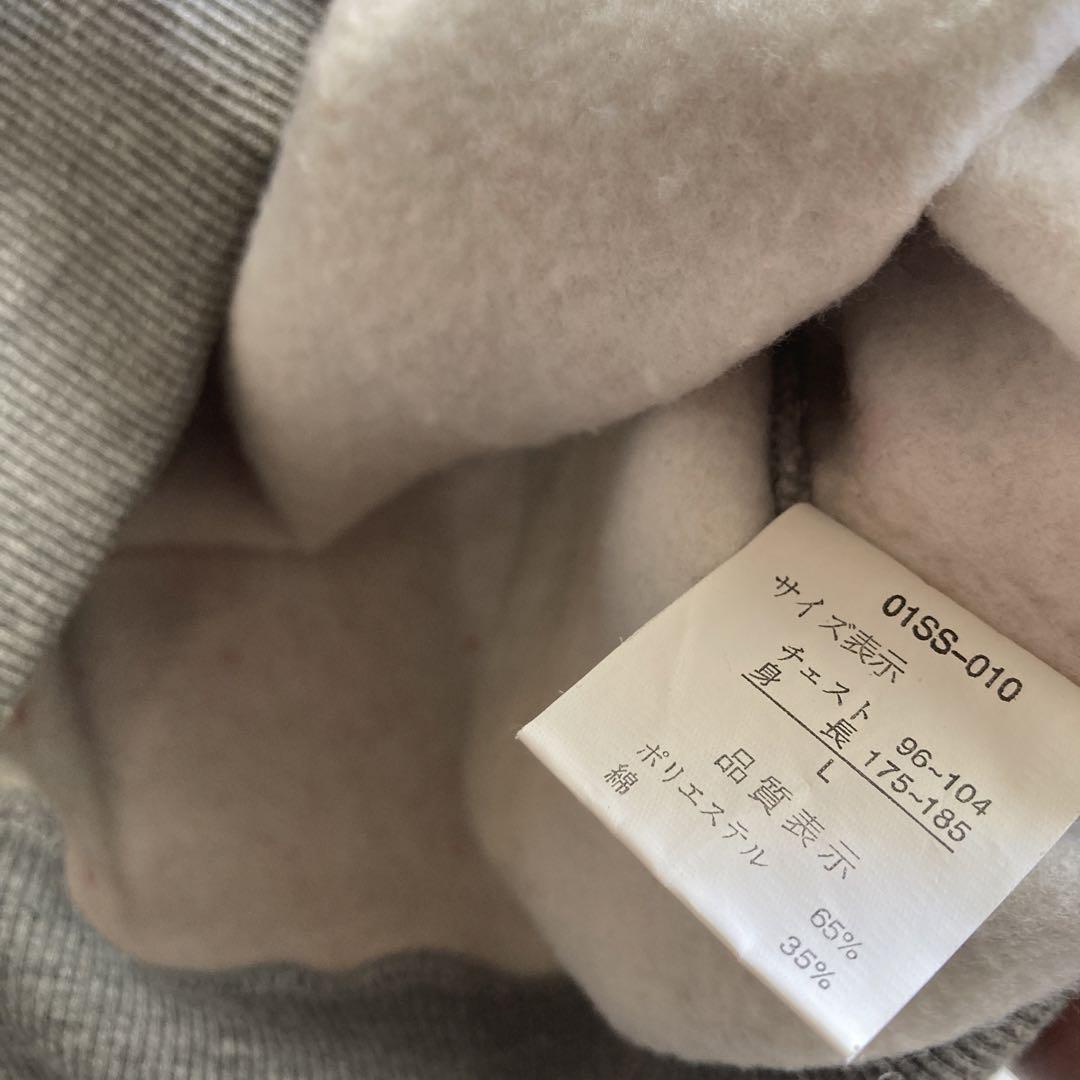 01SS-010
サイズ表示
チェスト 96~104
身長 175~185
L
品質表示
ポリエステル 65%
綿 35%